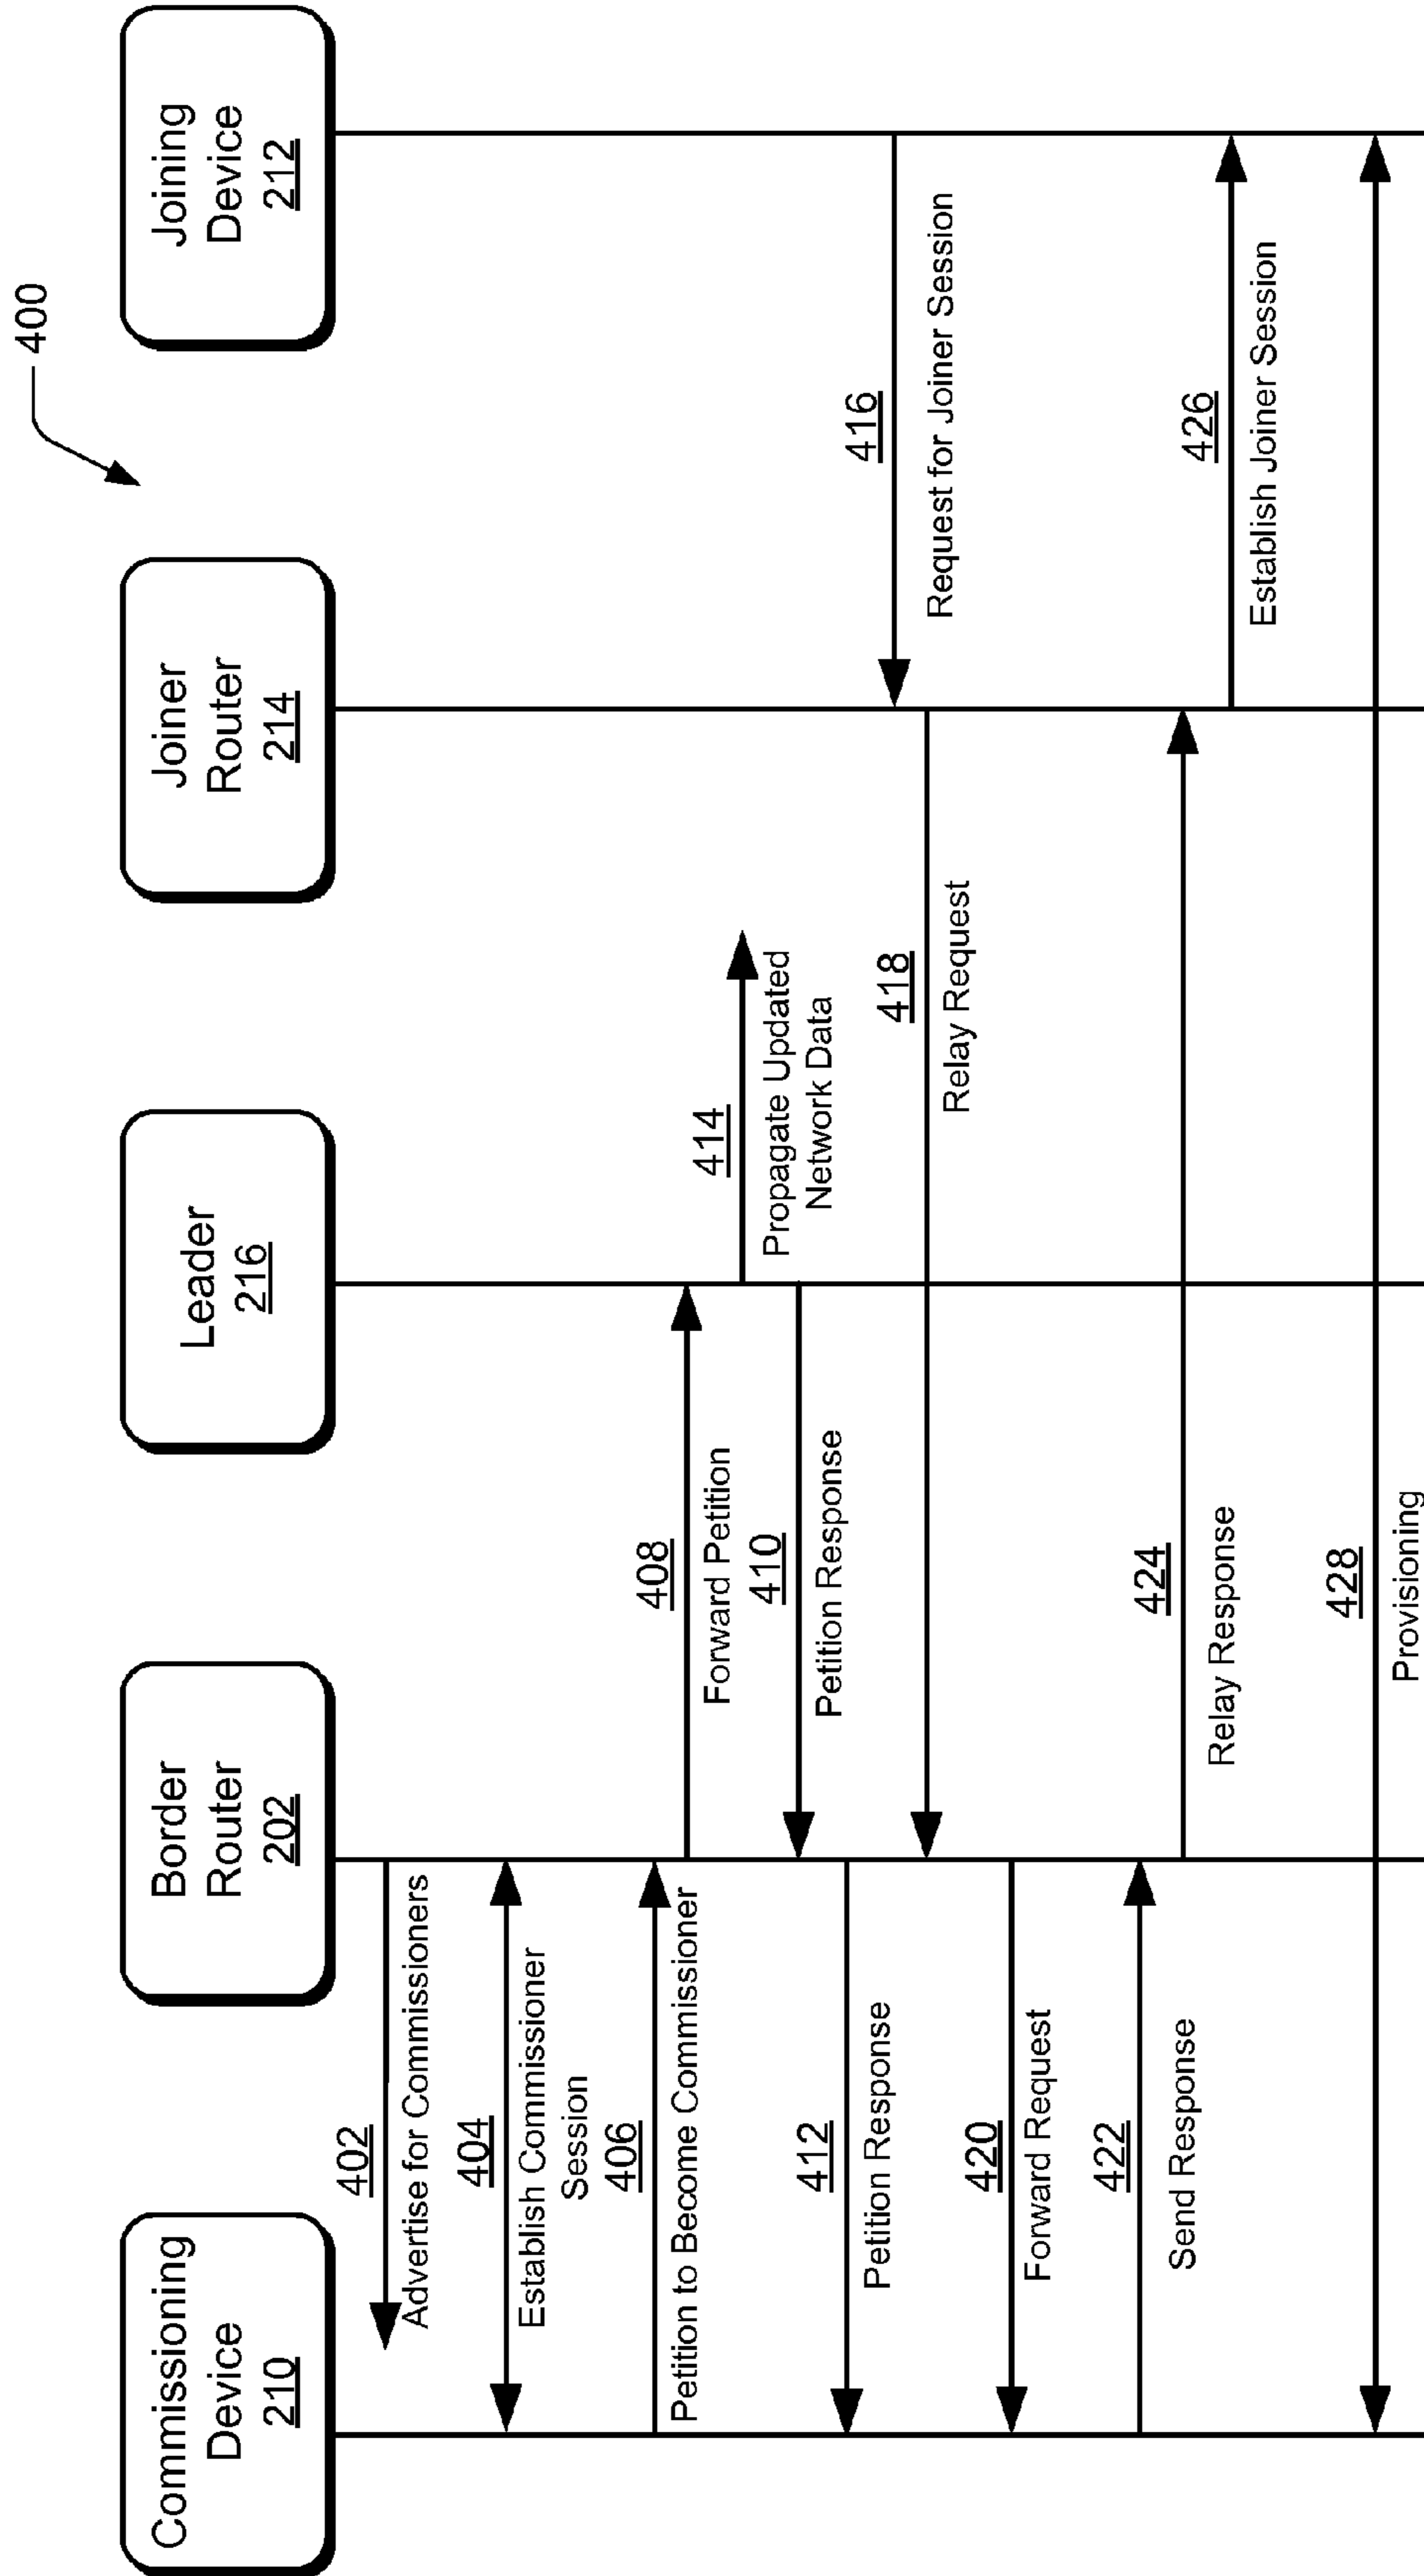 400
Commissioning
Device
210
Border
Router
202
Leader
216
Joiner
Router
214
Joining
Device
212
402
Advertise for Commissioners
404
Establish Commissioner
Session
406
Petition to Become Commissioner
408
Forward Petition
410
Petition Response
412
Petition Response
414
Propagate Updated
Network Data
416
Request for Joiner Session
418
Relay Request
420
Forward Request
422
Send Response
424
Relay Response
426
Establish Joiner Session
428
Provisioning